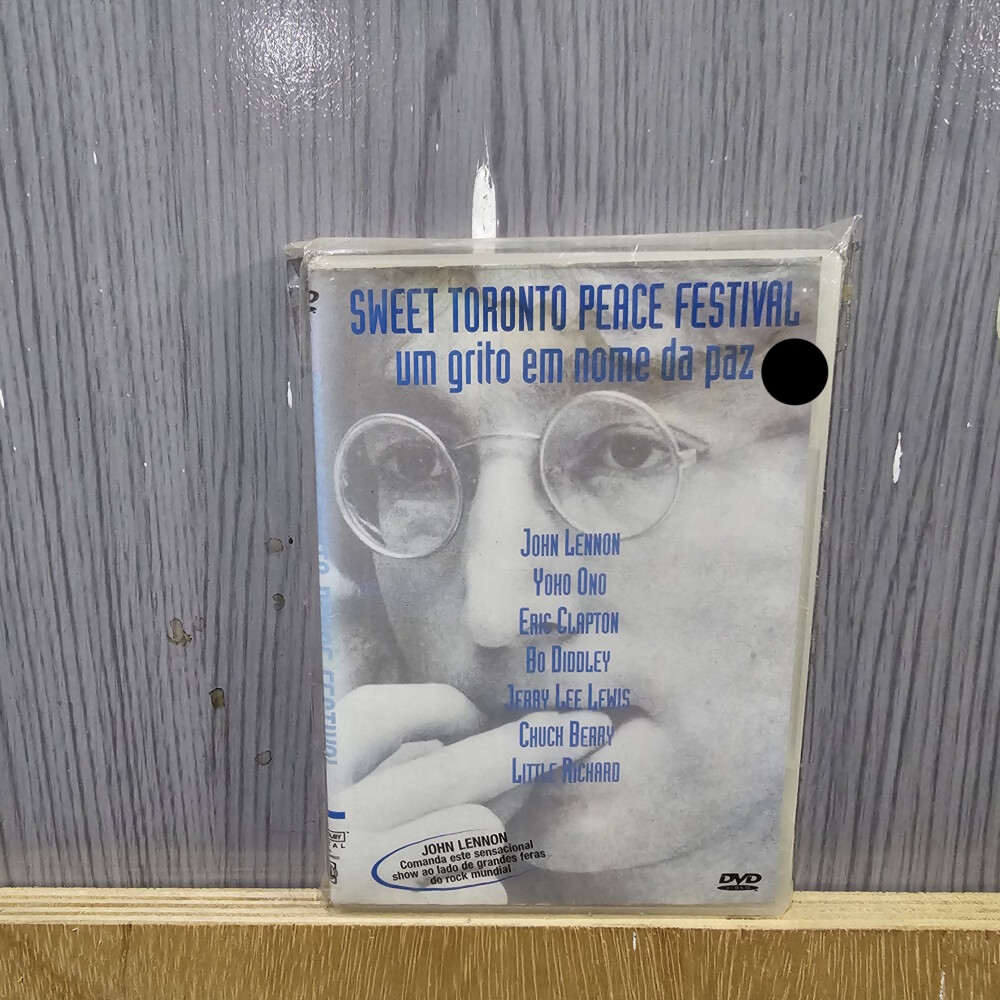 SWEET TORONTO PEACE FESTIVAL
um grito em nome da paz
JOHN LENNON
YOKO ONO
ERIC CLAPTON
BO DIDDLEY
JERRY LEE LEWIS
CHUCK BERRY
LITTLE RICHARD
JOHN LENNON
Comanda este sensacional
show ao lado de grandes feras
do rock mundial
DVD
VIDEO